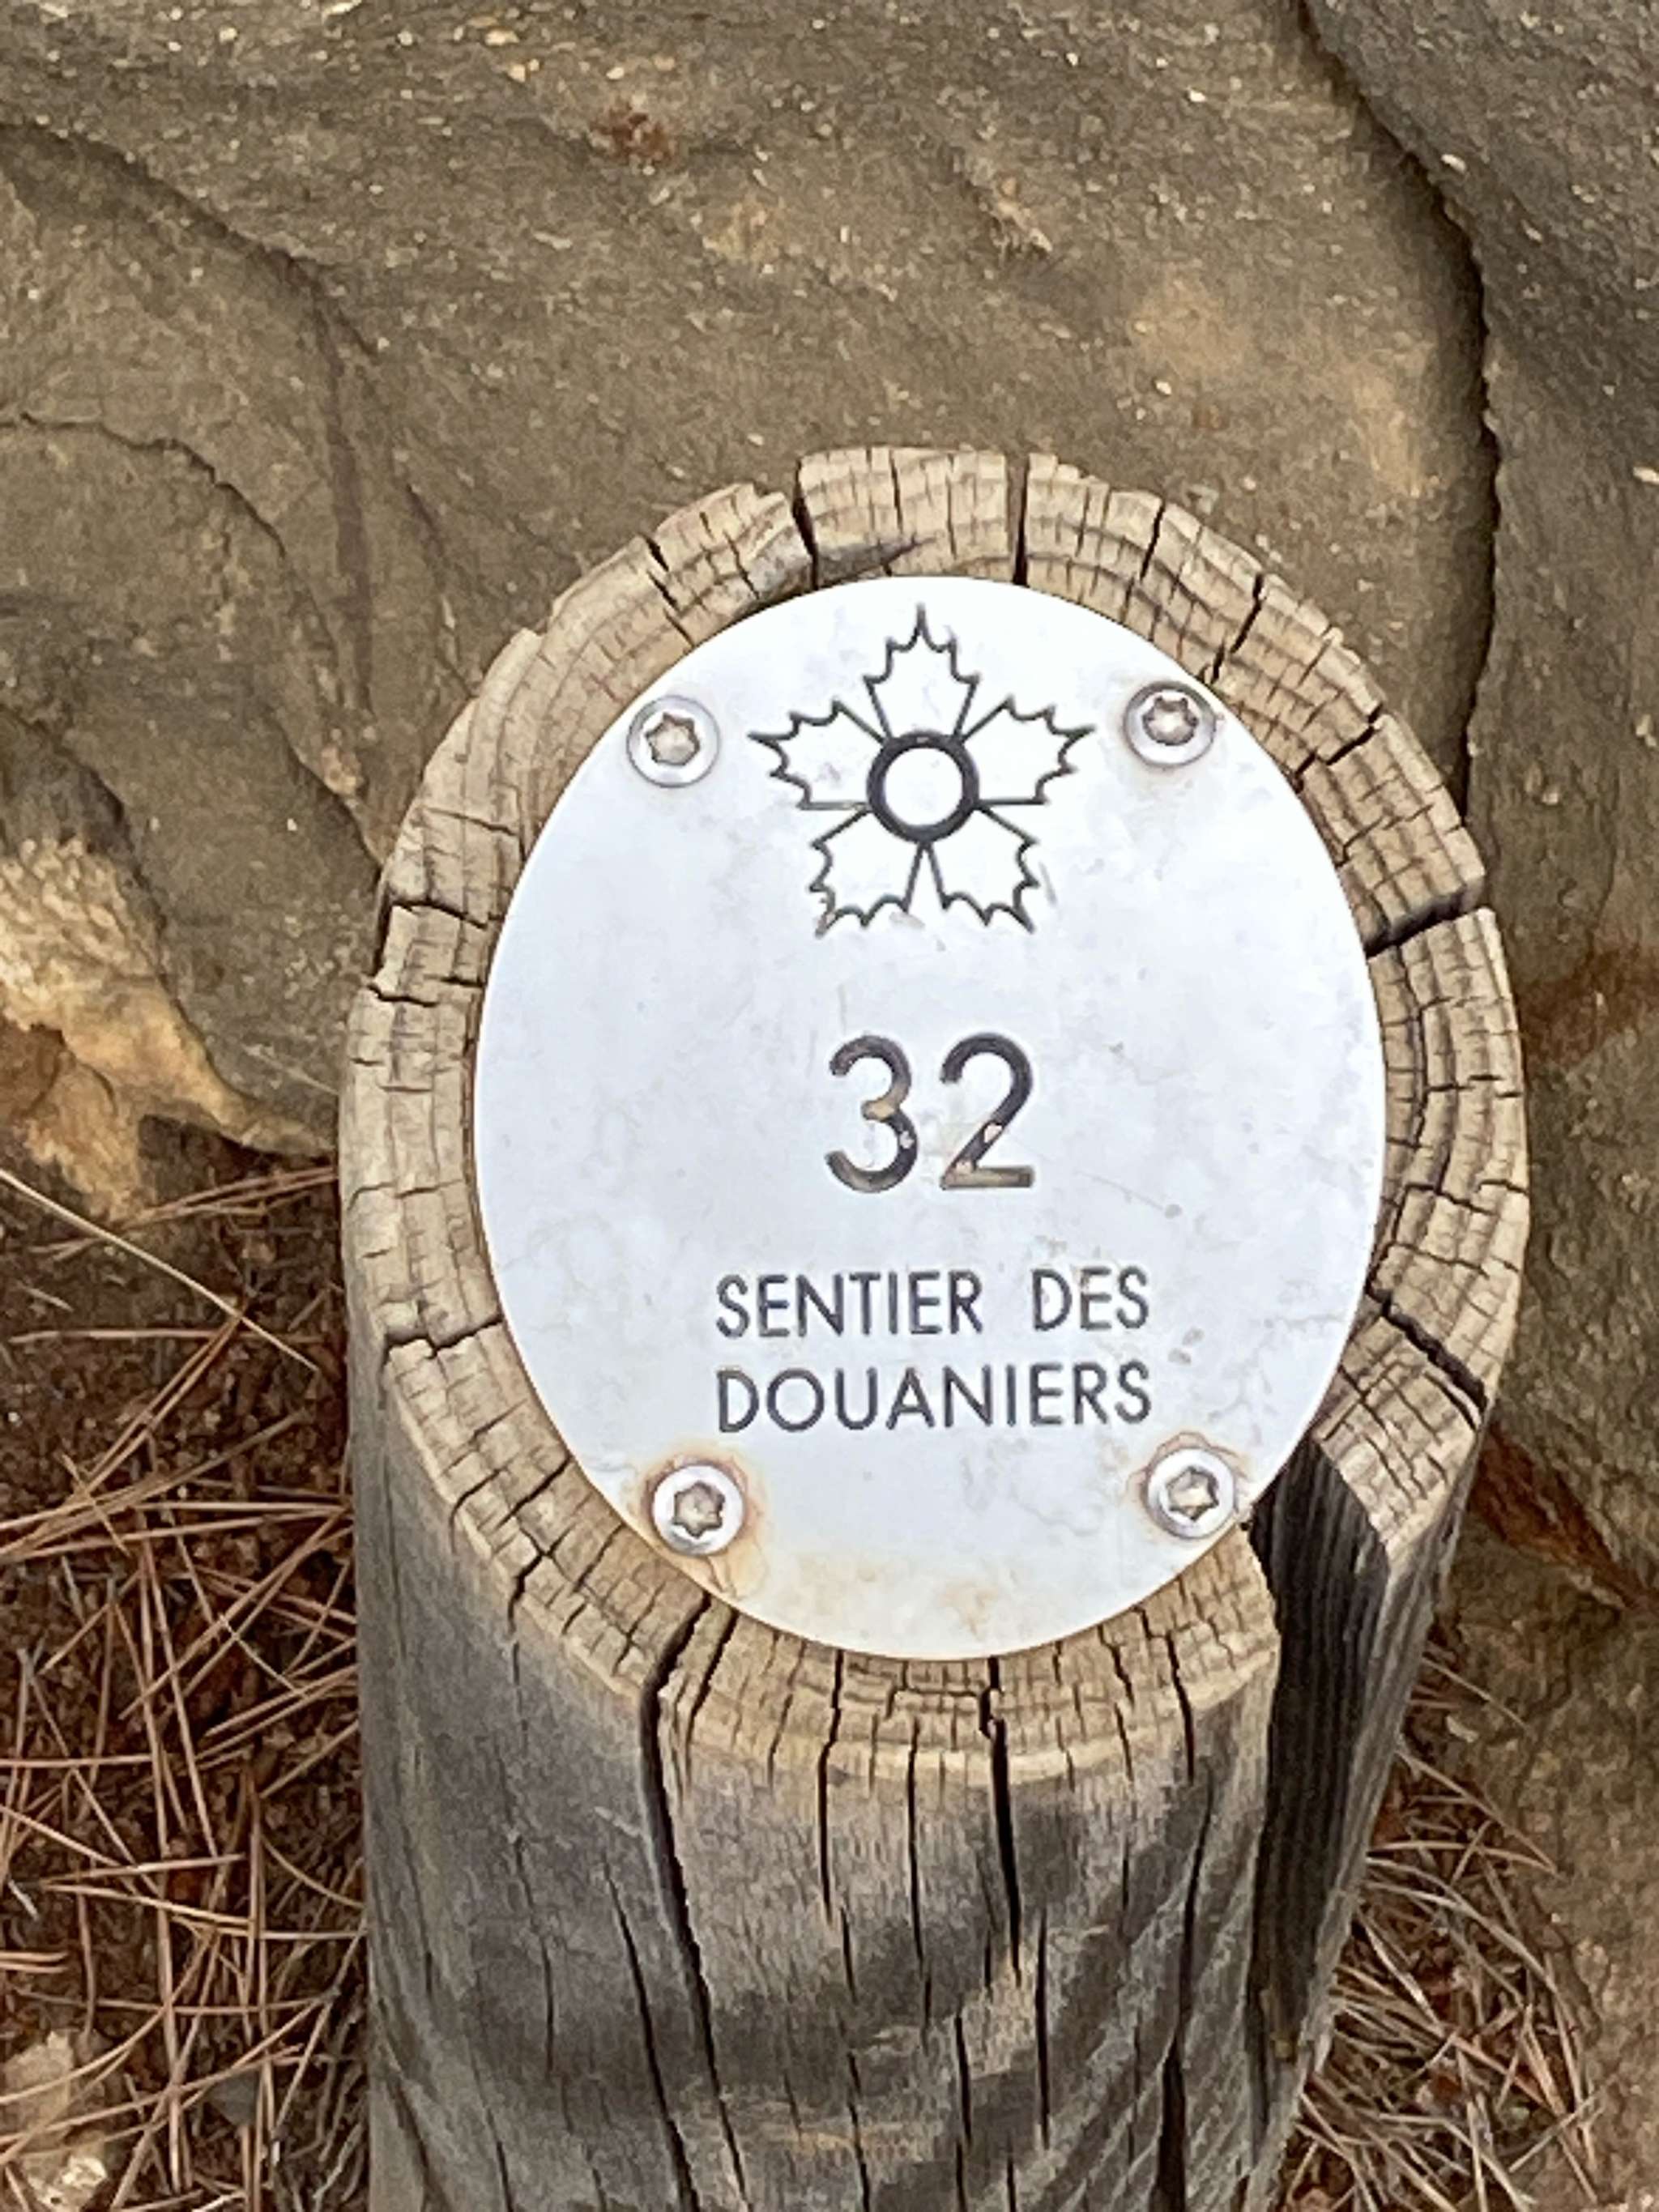 32
SENTIER DES
DOUANIERS